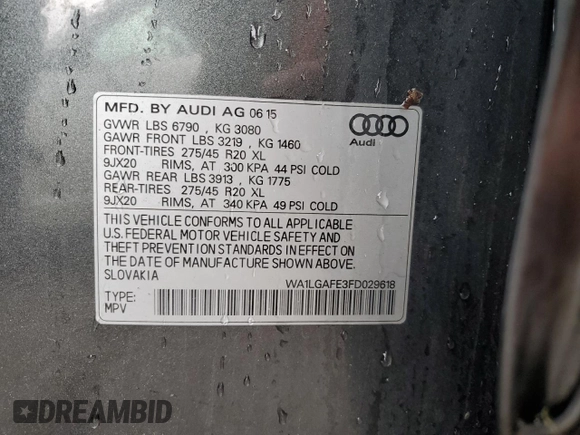 MFD. BY AUDI AG 06 15
GVWR LBS 6790 , KG 3080
GAWR FRONT LBS 3219 , KG 1460
FRONT-TIRES 275/45 R20 XL
9JX20 RIMS, AT 300 KPA 44 PSI COLD
GAWR REAR LBS 3913 , KG 1775
REAR-TIRES 275/45 R20 XL
9JX20 RIMS, AT 340 KPA 49 PSI COLD
Audi
THIS VEHICLE CONFORMS TO ALL APPLICABLE
U.S. FEDERAL MOTOR VEHICLE SAFETY AND
THEFT PREVENTION STANDARDS IN EFFECT ON
THE DATE OF MANUFACTURE SHOWN ABOVE.
SLOVAKIA WA1LGAFE3FD029618
TYPE:
MPV
DREAMBID